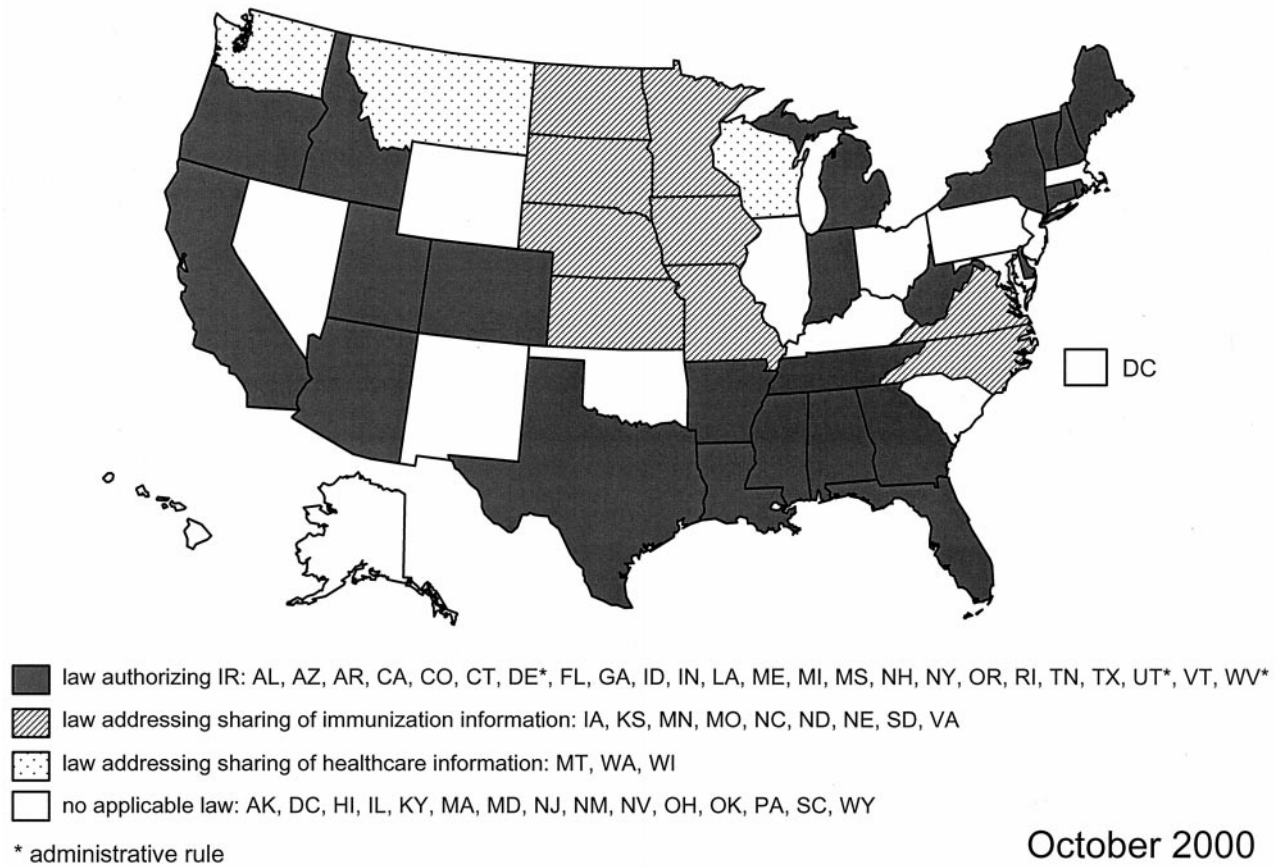 DC
law authorizing IR: AL, AZ, AR, CA, CO, CT, DE*, FL, GA, ID, IN, LA, ME, MI, MS, NH, NY, OR, RI, TN, TX, UT*, VT, WV*
law addressing sharing of immunization information: IA, KS, MN, MO, NC, ND, NE, SD, VA
law addressing sharing of healthcare information: MT, WA, WI
no applicable law: AK, DC, HI, IL, KY, MA, MD, NJ, NM, NV, OH, OK, PA, SC, WY
* administrative rule
October 2000